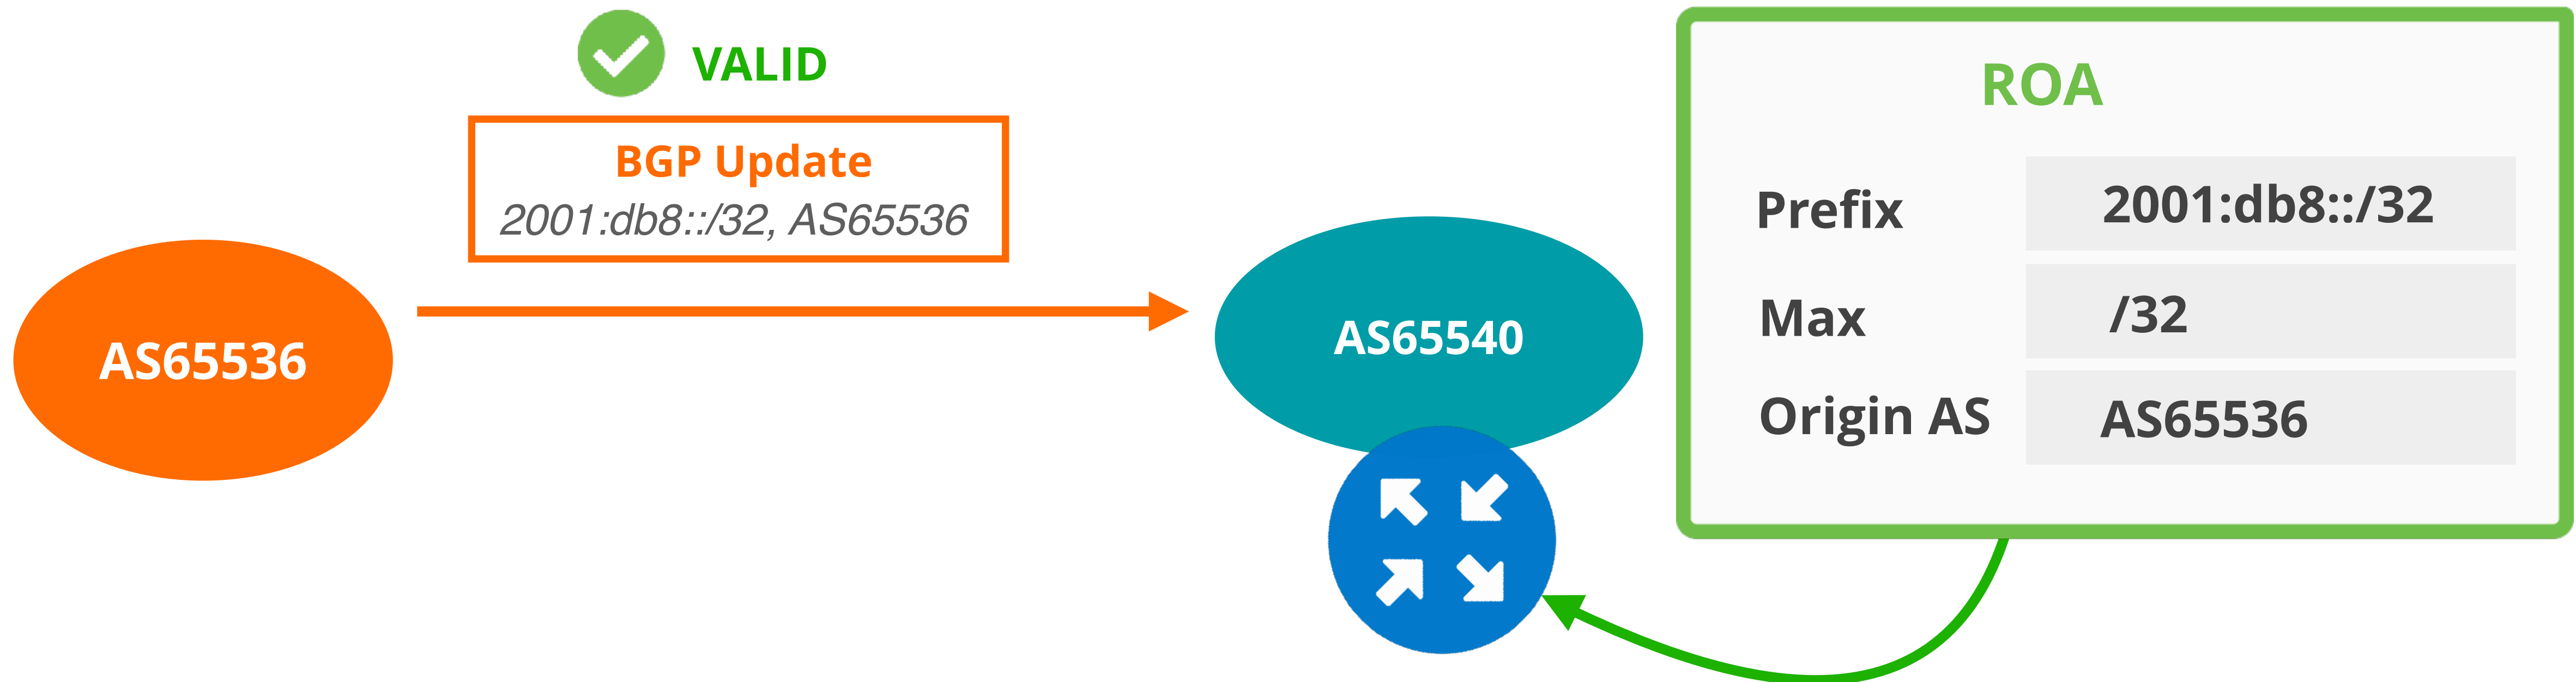 VALID
BGP Update
2001:db8::/32, AS65536
AS65536
AS65540
ROA
Prefix 2001:db8::/32
Max /32
Origin AS AS65536